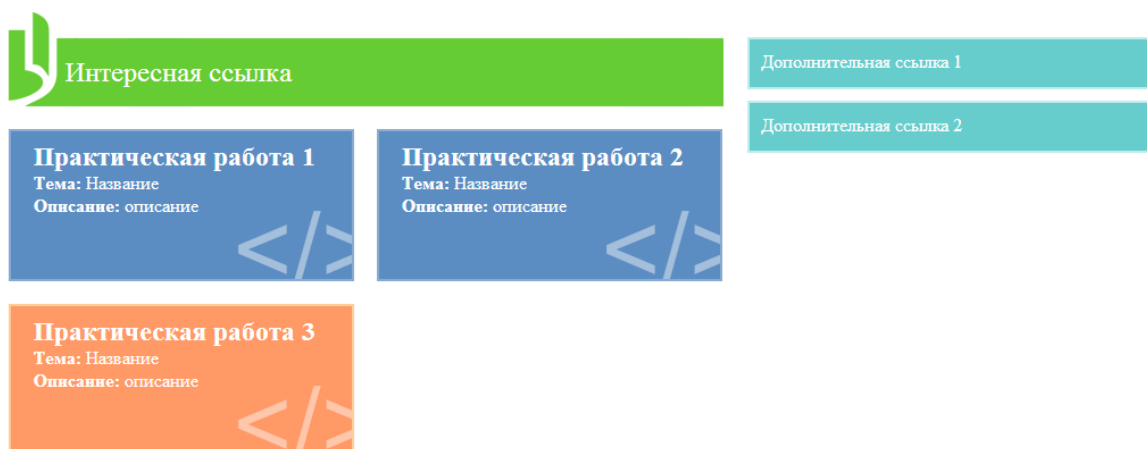 Интересная ссылка
Дополнительная ссылка 1
Дополнительная ссылка 2
Практическая работа 1
Тема: Название
Описание: описание
</>
Практическая работа 2
Тема: Название
Описание: описание
</>
Практическая работа 3
Тема: Название
Описание: описание
</>